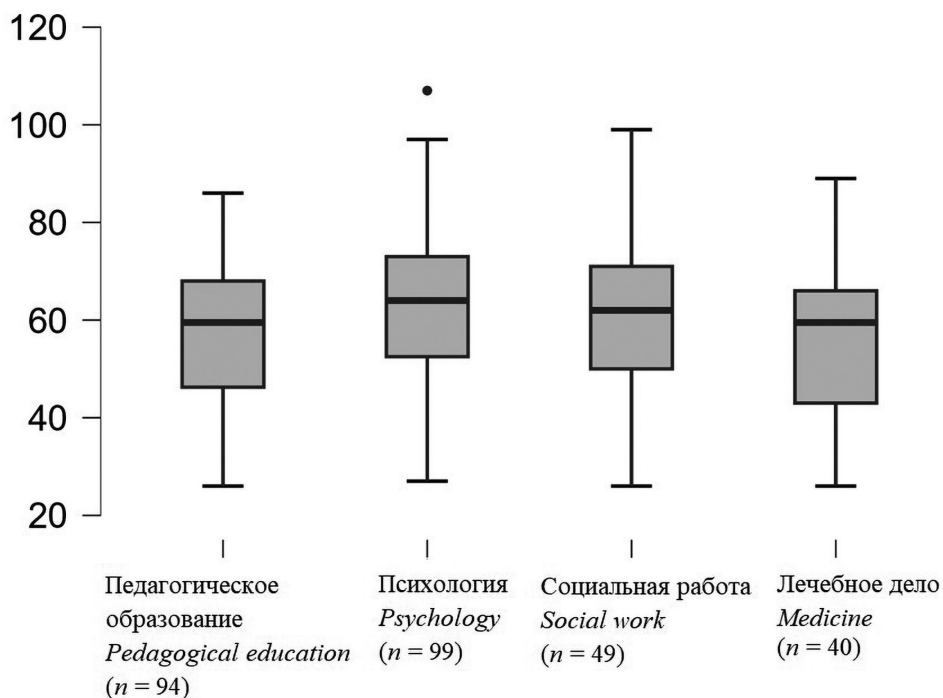 120
100
80
60
40
20
Педагогическое
образование
Pedagogical education
(n = 94)
Психология
Psychology
(n = 99)
Социальная работа
Social work
(n = 49)
Лечебное дело
Medicine
(n = 40)